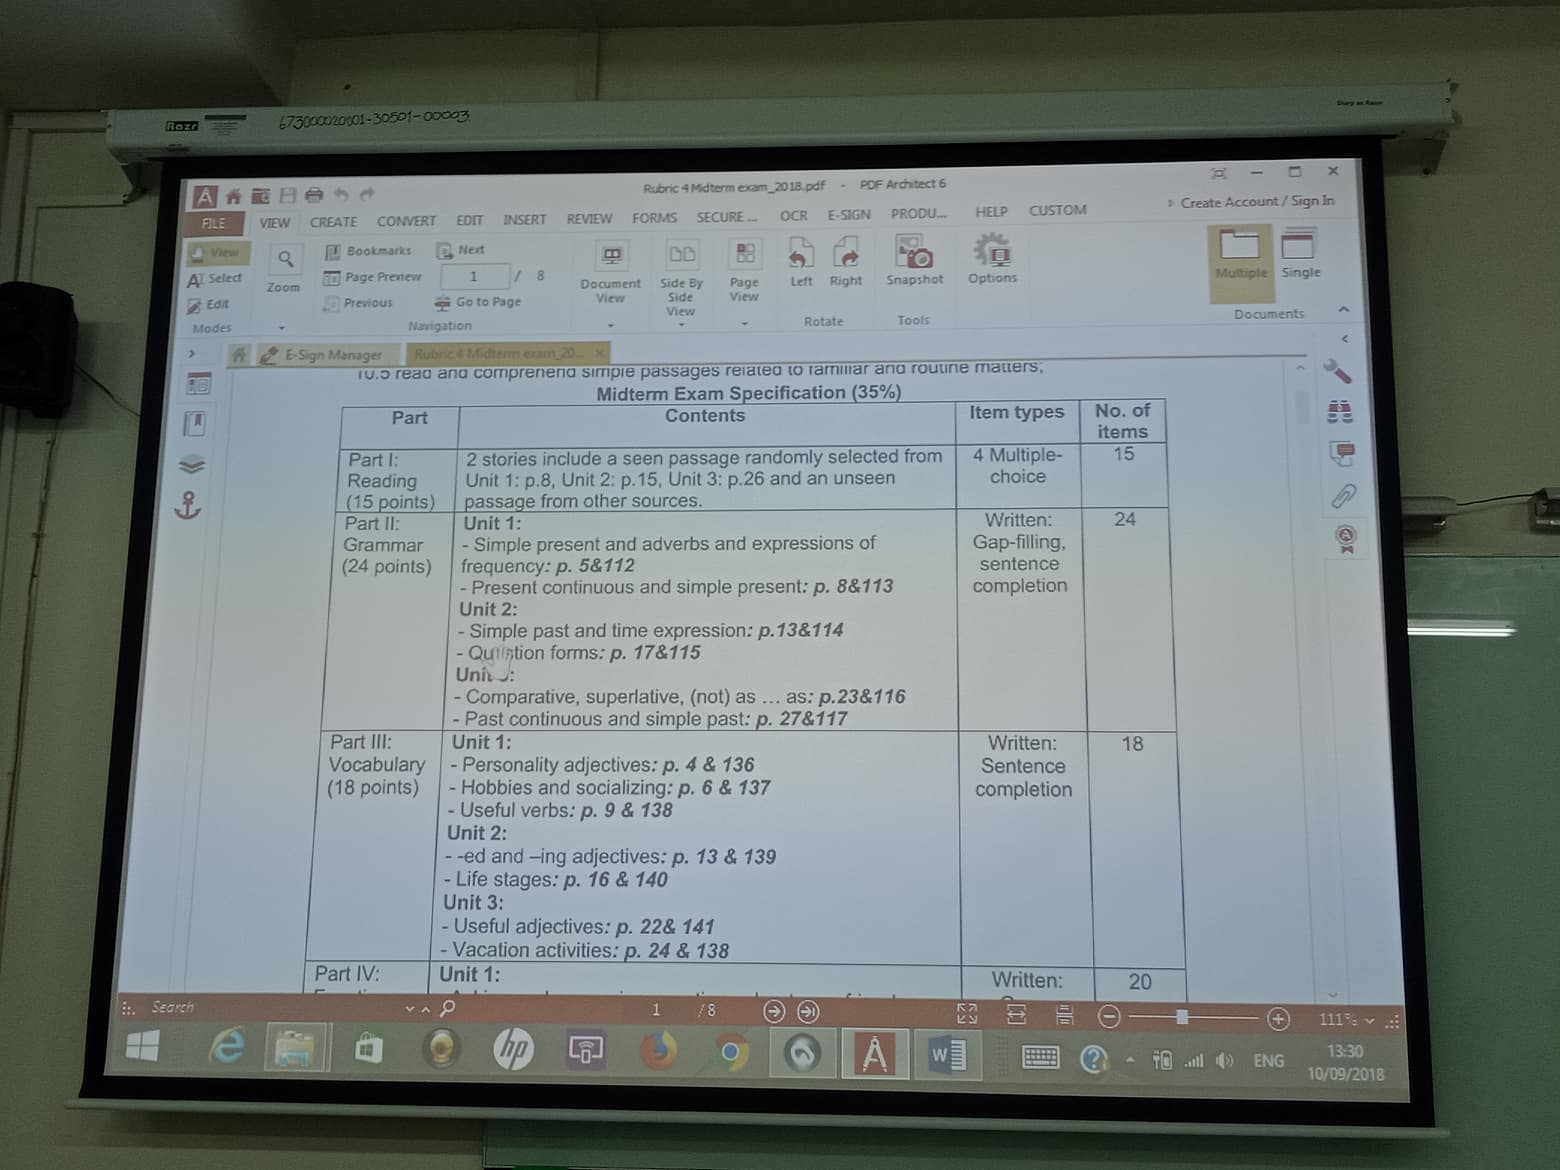 Razr
673000020001-30501-00003
Rubric 4 Midterm exam_2018.pdf - PDF Architect 6
FILE VIEW CREATE CONVERT EDIT INSERT REVIEW FORMS SECURE ... OCR E-SIGN PRODU... HELP CUSTOM
Create Account / Sign In
View
Select
Edit
Modes
Zoom
Bookmarks
Page Preview
Previous
Next
1 / 8
Go to Page
Navigation
Document View
Side By Side View
Page View
Left Right
Rotate
Snapshot
Tools
Options
Multiple Single
Documents
E-Sign Manager
Rubric 4 Midterm exam_20...
10.5 read and comprehend simple passages related to familiar and routine matters;
Midterm Exam Specification (35%)
Part Contents Item types No. of
items
Part I: 2 stories include a seen passage randomly selected from 4 Multiple- 15
Reading Unit 1: p.8, Unit 2: p.15, Unit 3: p.26 and an unseen choice
(15 points) passage from other sources.
Part II: Unit 1: Written: 24
Grammar - Simple present and adverbs and expressions of Gap-filling,
(24 points) frequency: p. 5&112 sentence
- Present continuous and simple present: p. 8&113 completion
Unit 2:
- Simple past and time expression: p.13&114
- Question forms: p. 17&115
Unit 3:
- Comparative, superlative, (not) as ... as: p.23&116
- Past continuous and simple past: p. 27&117
Part III: Unit 1: Written: 18
Vocabulary - Personality adjectives: p. 4 & 136 Sentence
(18 points) - Hobbies and socializing: p. 6 & 137 completion
- Useful verbs: p. 9 & 138
Unit 2:
- -ed and –ing adjectives: p. 13 & 139
- Life stages: p. 16 & 140
Unit 3:
- Useful adjectives: p. 22& 141
- Vacation activities: p. 24 & 138
Part IV: Unit 1: Written: 20
Search
1 / 8
111%
hp
ENG
13:30
10/09/2018